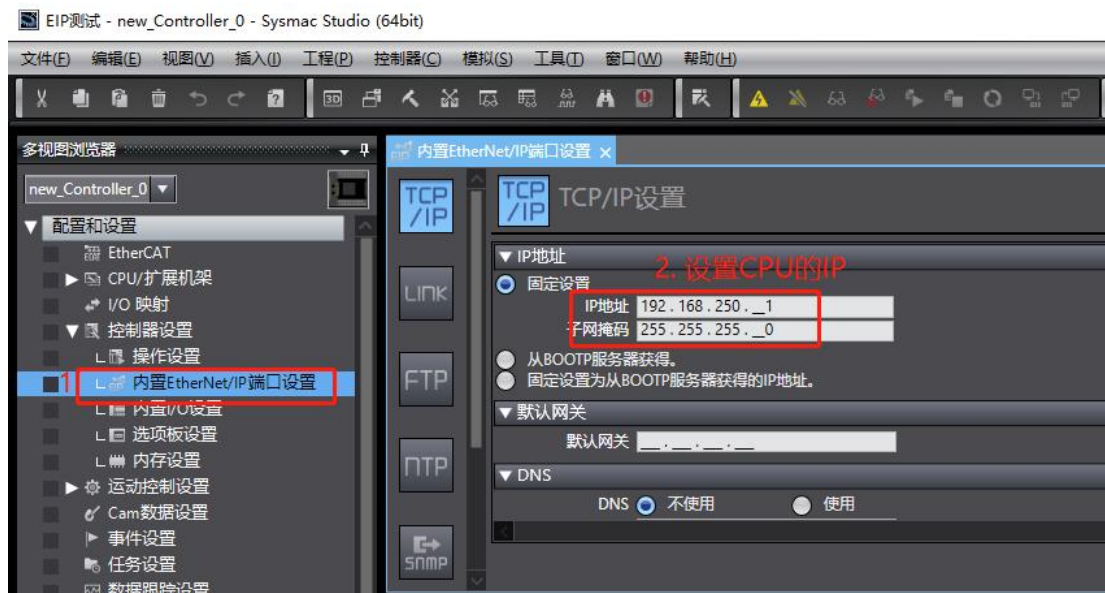 EIP测试 - new_Controller_0 - Sysmac Studio (64bit)
文件(F) 编辑(E) 视图(V) 插入(I) 工程(P) 控制器(C) 模拟(S) 工具(T) 窗口(W) 帮助(H)
3D
多视图浏览器
new_Controller_0
配置和设置
EtherCAT
CPU/扩展机架
I/O 映射
控制器设置
操作设置
1 内置EtherNet/IP端口设置
内置I/O设置
选项板设置
内存设置
运动控制设置
Cam数据设置
事件设置
任务设置
数据跟踪设置
内置EtherNet/IP端口设置
TCP/IP
LINK
FTP
NTP
SNMP
TCP/IP TCP/IP设置
IP地址
2. 设置CPU的IP
固定设置
IP地址 192.168.250.__1
子网掩码 255.255.255.__0
从BOOTP服务器获得。
固定设置为从BOOTP服务器获得的IP地址。
默认网关
默认网关 __.__.__.__
DNS
DNS 不使用 使用